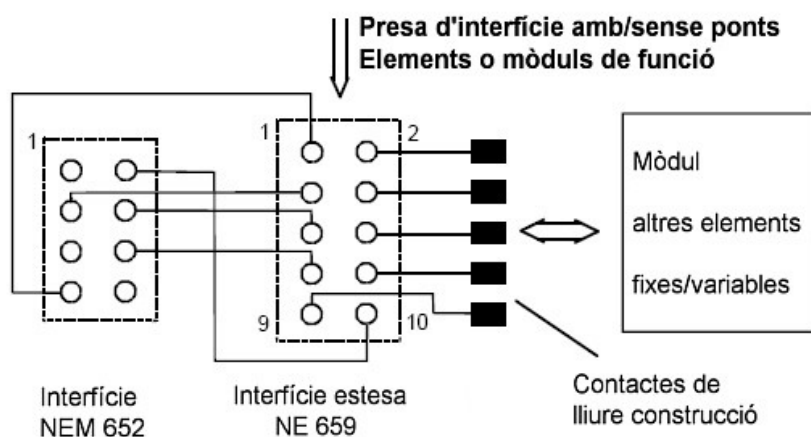 Presa d'interfície amb/sense ponts
Elements o mòduls de funció
1
1
2
9
10
Mòdul
altres elements
fixes/variables
Interfície
NEM 652
Interfície estesa
NE 659
Contactes de
lliure construcció